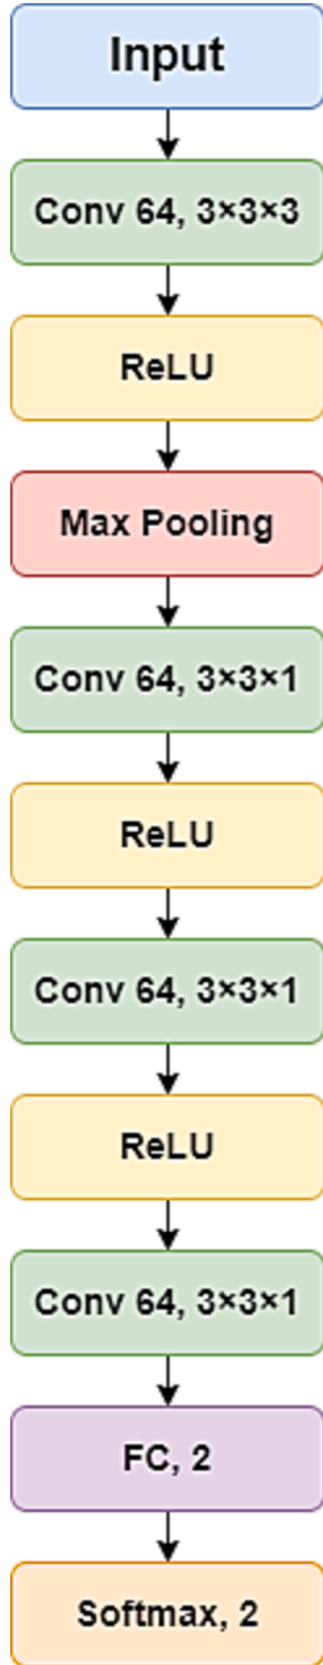 Input
Conv 64, 3×3×3
ReLU
Max Pooling
Conv 64, 3×3×1
ReLU
Conv 64, 3×3×1
ReLU
Conv 64, 3×3×1
FC, 2
Softmax, 2